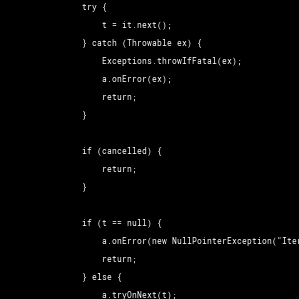 try {
t = it.next();
} catch (Throwable ex) {
Exceptions.throwIfFatal(ex);
a.onError(ex);
return;
}
if (cancelled) {
return;
}
if (t == null) {
a.onError(new NullPointerException("Iter
return;
} else {
a.tryOnNext(t);